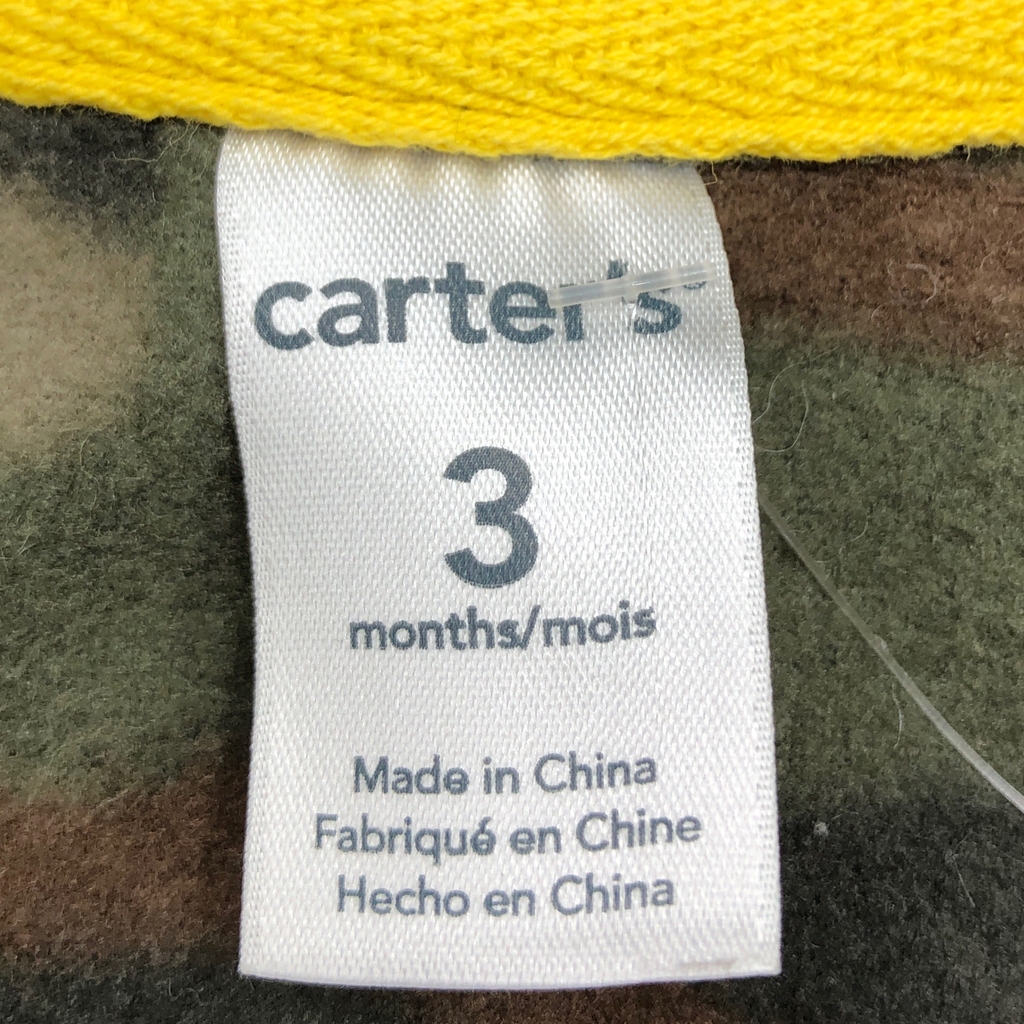 carter's®
3
months/mois
Made in China
Fabriqué en Chine
Hecho en China